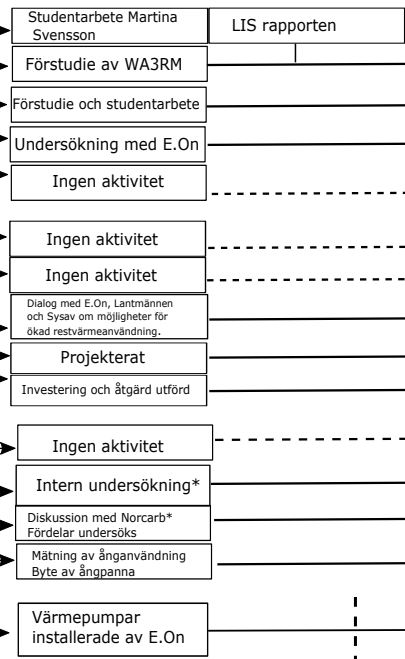 Studentarbete Martina
Svensson
LIS rapporten
Förstudie av WA3RM
Förstudie och studentarbete
Undersökning med E.On
Ingen aktivitet
Ingen aktivitet
Ingen aktivitet
Dialog med E.On, Lantmännen
och Sysav om möjligheter för
ökad restvärmeanvändning.
Projekterat
Investering och åtgärd utförd
Ingen aktivitet
Intern undersökning*
Diskussion med Norcarb*
Fördelar undersöks
Mätning av ånganvändning
Byte av ångpanna
Värmepumpar
installerade av E.On